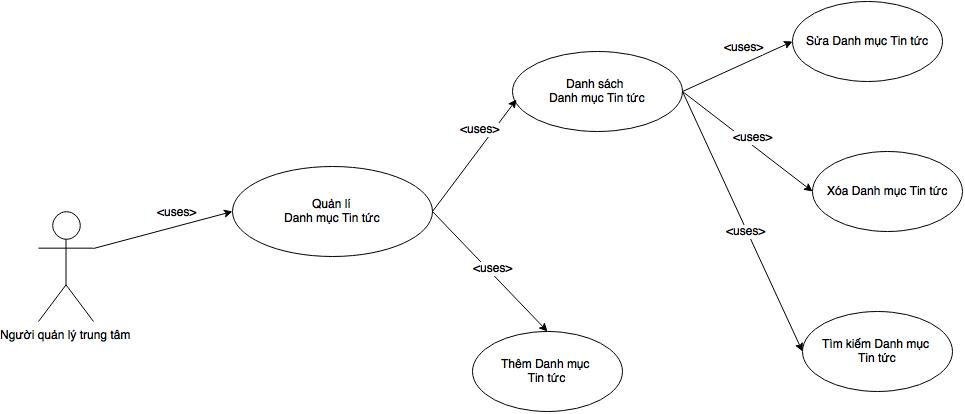 <uses>
Sửa Danh mục Tin tức
Danh sách
Danh mục Tin tức
<uses>
<uses>
Quản lí
Danh mục Tin tức
Xóa Danh mục Tin tức
<uses>
<uses>
<uses>
Người quản lý trung tâm
Thêm Danh mục
Tin tức
Tìm kiếm Danh mục
Tin tức